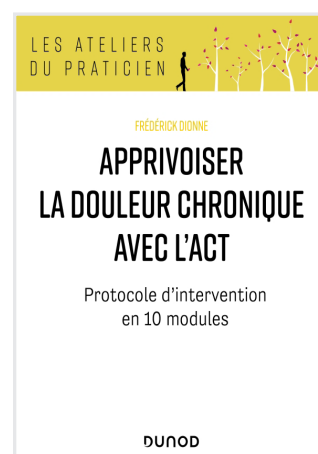 LES ATELIERS
DU PRATICIEN
FRÉDÉRICK DIONNE
APPRIVOISER
LA DOULEUR CHRONIQUE
AVEC L'ACT
Protocole d'intervention
en 10 modules
DUNOD